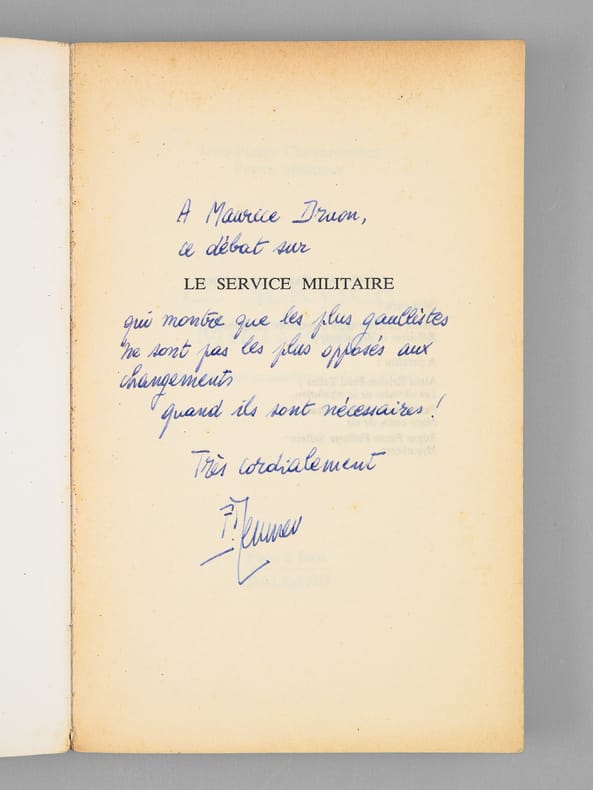 A Maurice Druon,
ce débat sur
LE SERVICE MILITAIRE
qui montre que les plus gaullistes
ne sont pas les plus opposés aux
changements
quand ils sont nécessaires !
Très cordialement